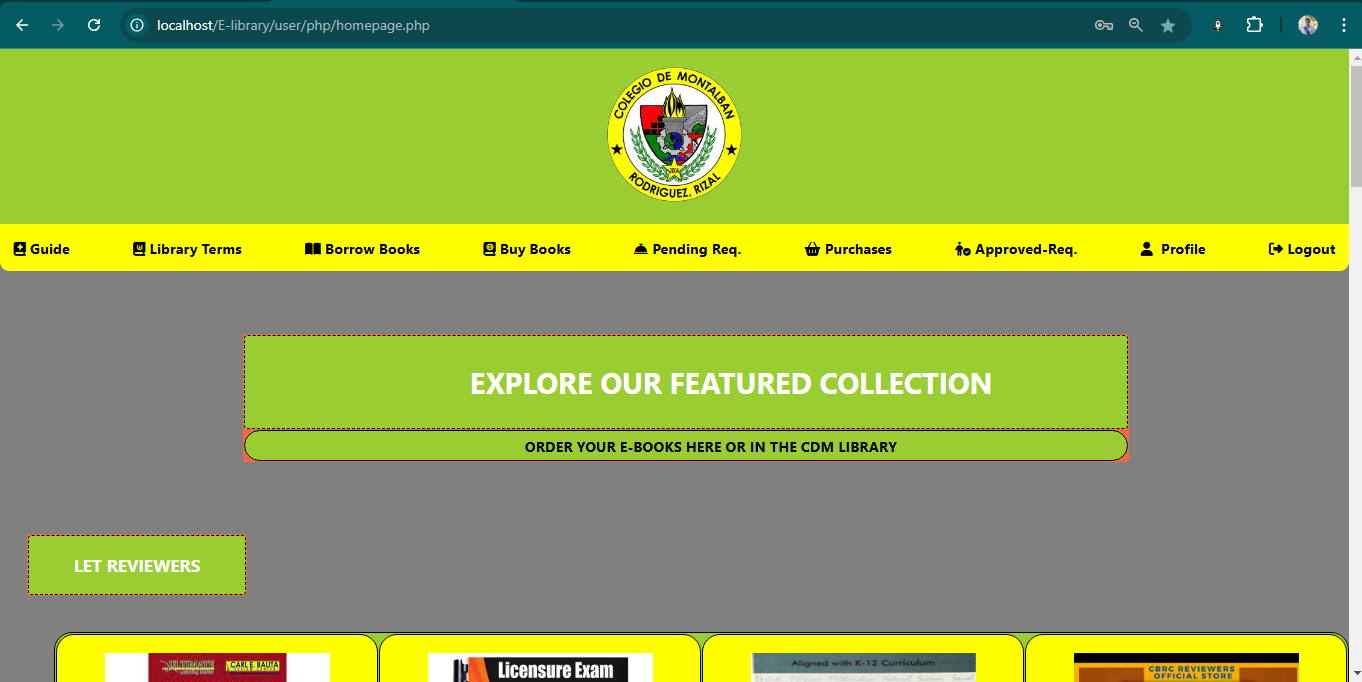 localhost/E-library/user/php/homepage.php
COLEGIO DE MONTALBAN
RODRIGUEZ, RIZAL
Guide
Library Terms
Borrow Books
Buy Books
Pending Req.
Purchases
Approved-Req.
Profile
Logout
EXPLORE OUR FEATURED COLLECTION
ORDER YOUR E-BOOKS HERE OR IN THE CDM LIBRARY
LET REVIEWERS
ULTIMATE
CARL E. BALITA
Licensure Exam
Aligned with K-12 Curriculum
CBRC REVIEWERS
OFFICIAL STORE